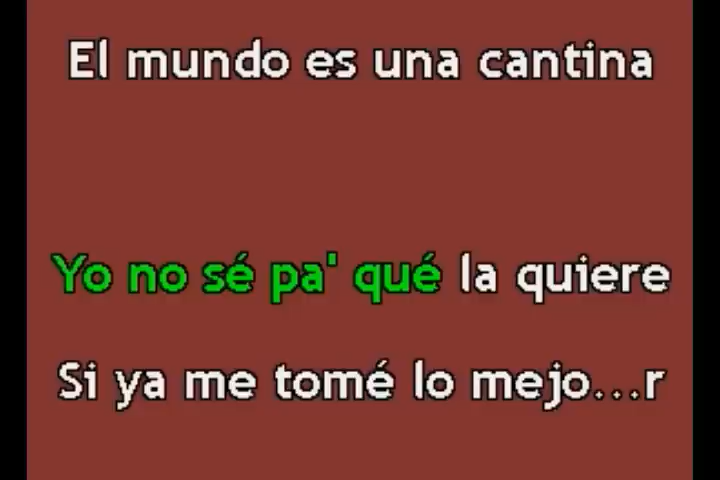 El mundo es una cantina
Yo no sé pa' qué la quiere
Si ya me tomé lo mejo...r